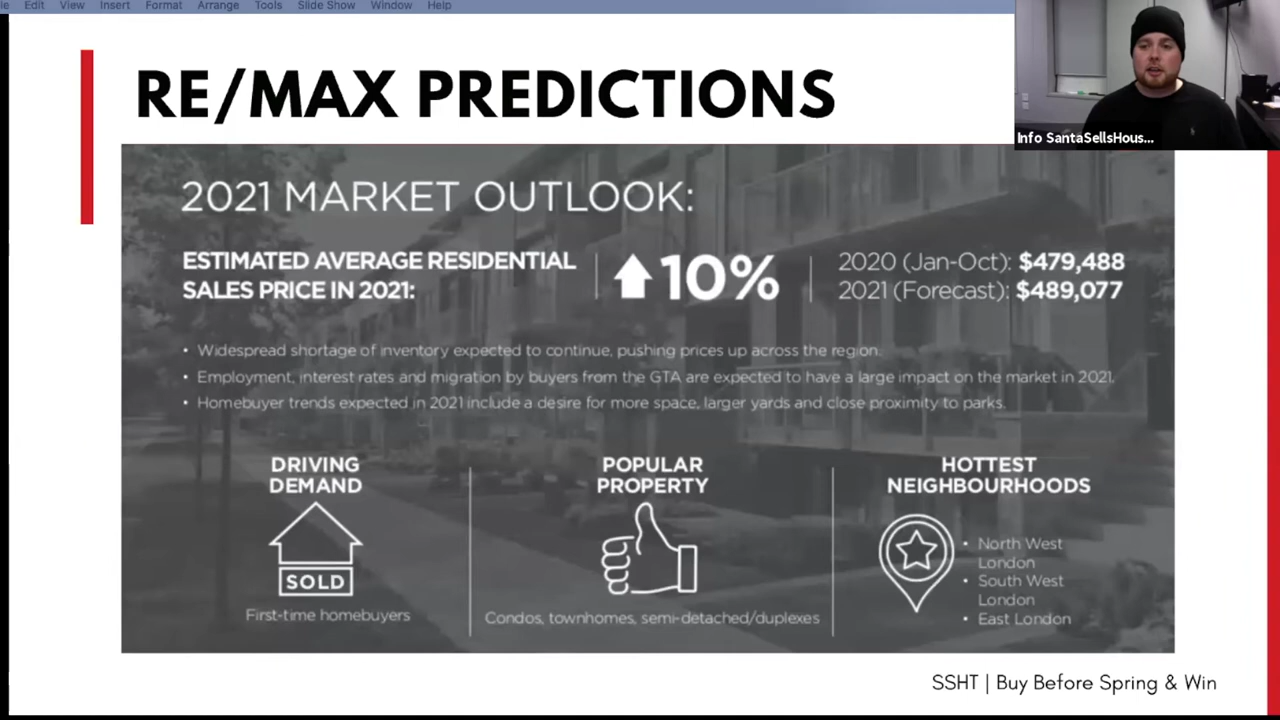 Edit View Insert Format Arrange Tools Slide Show Window Help
RE/MAX PREDICTIONS
Info SantaSellsHous...
2021 MARKET OUTLOOK:
ESTIMATED AVERAGE RESIDENTIAL
SALES PRICE IN 2021:
10%
2020 (Jan-Oct): $479,488
2021 (Forecast): $489,077
• Widespread shortage of inventory expected to continue, pushing prices up across the region.
• Employment, interest rates and migration by buyers from the GTA are expected to have a large impact on the market in 2021.
• Homebuyer trends expected in 2021 include a desire for more space, larger yards and close proximity to parks.
DRIVING
DEMAND
SOLD
First-time homebuyers
POPULAR
PROPERTY
Condos, townhomes, semi-detached/duplexes
HOTTEST
NEIGHBOURHOODS
• North West
London
• South West
London
• East London
SSHT | Buy Before Spring & Win